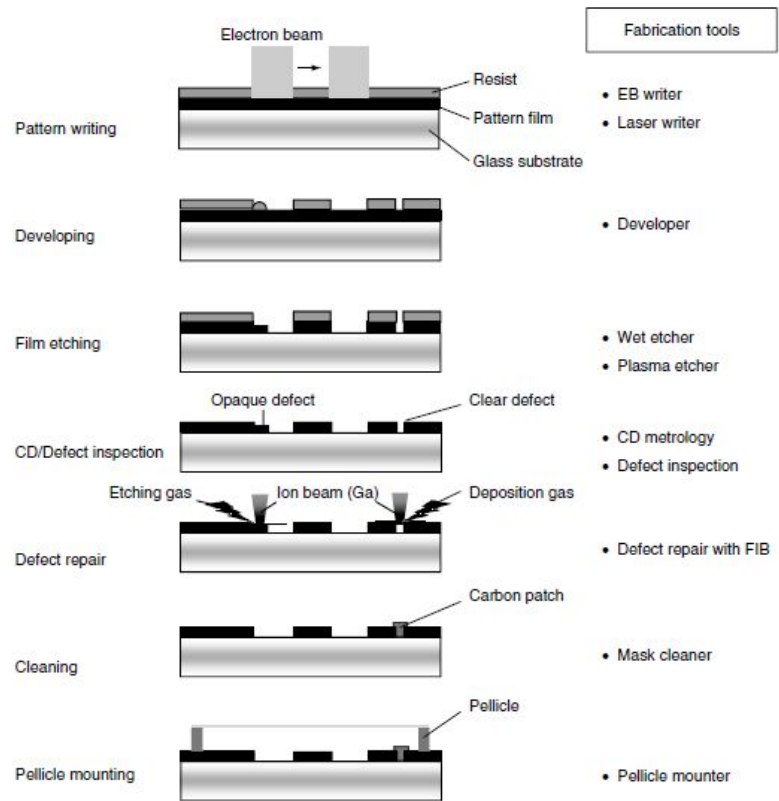 Fabrication tools
Electron beam
Resist
Pattern film
Glass substrate
Pattern writing
• EB writer
• Laser writer
Developing
• Developer
Film etching
• Wet etcher
• Plasma etcher
Opaque defect
Clear defect
CD/Defect inspection
• CD metrology
• Defect inspection
Etching gas
Ion beam (Ga)
Deposition gas
Defect repair
• Defect repair with FIB
Carbon patch
Cleaning
• Mask cleaner
Pellicle
Pellicle mounting
• Pellicle mounter